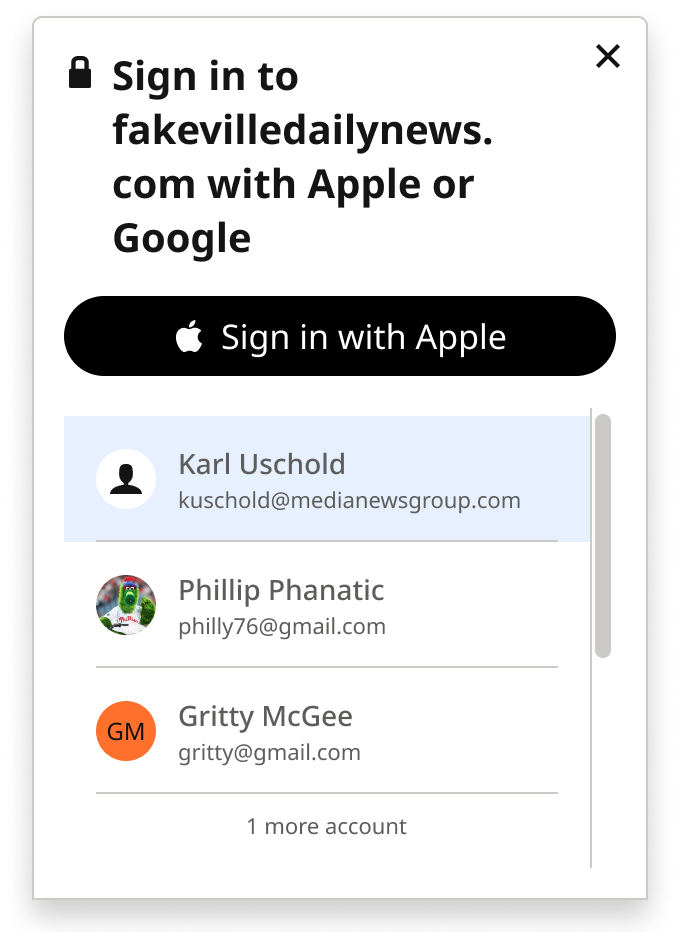 Sign in to
fakevilledailynews.
com with Apple or
Google
Sign in with Apple
Karl Uschold
kuschold@medianewsgroup.com
Phillip Phanatic
philly76@gmail.com
GM
Gritty McGee
gritty@gmail.com
1 more account